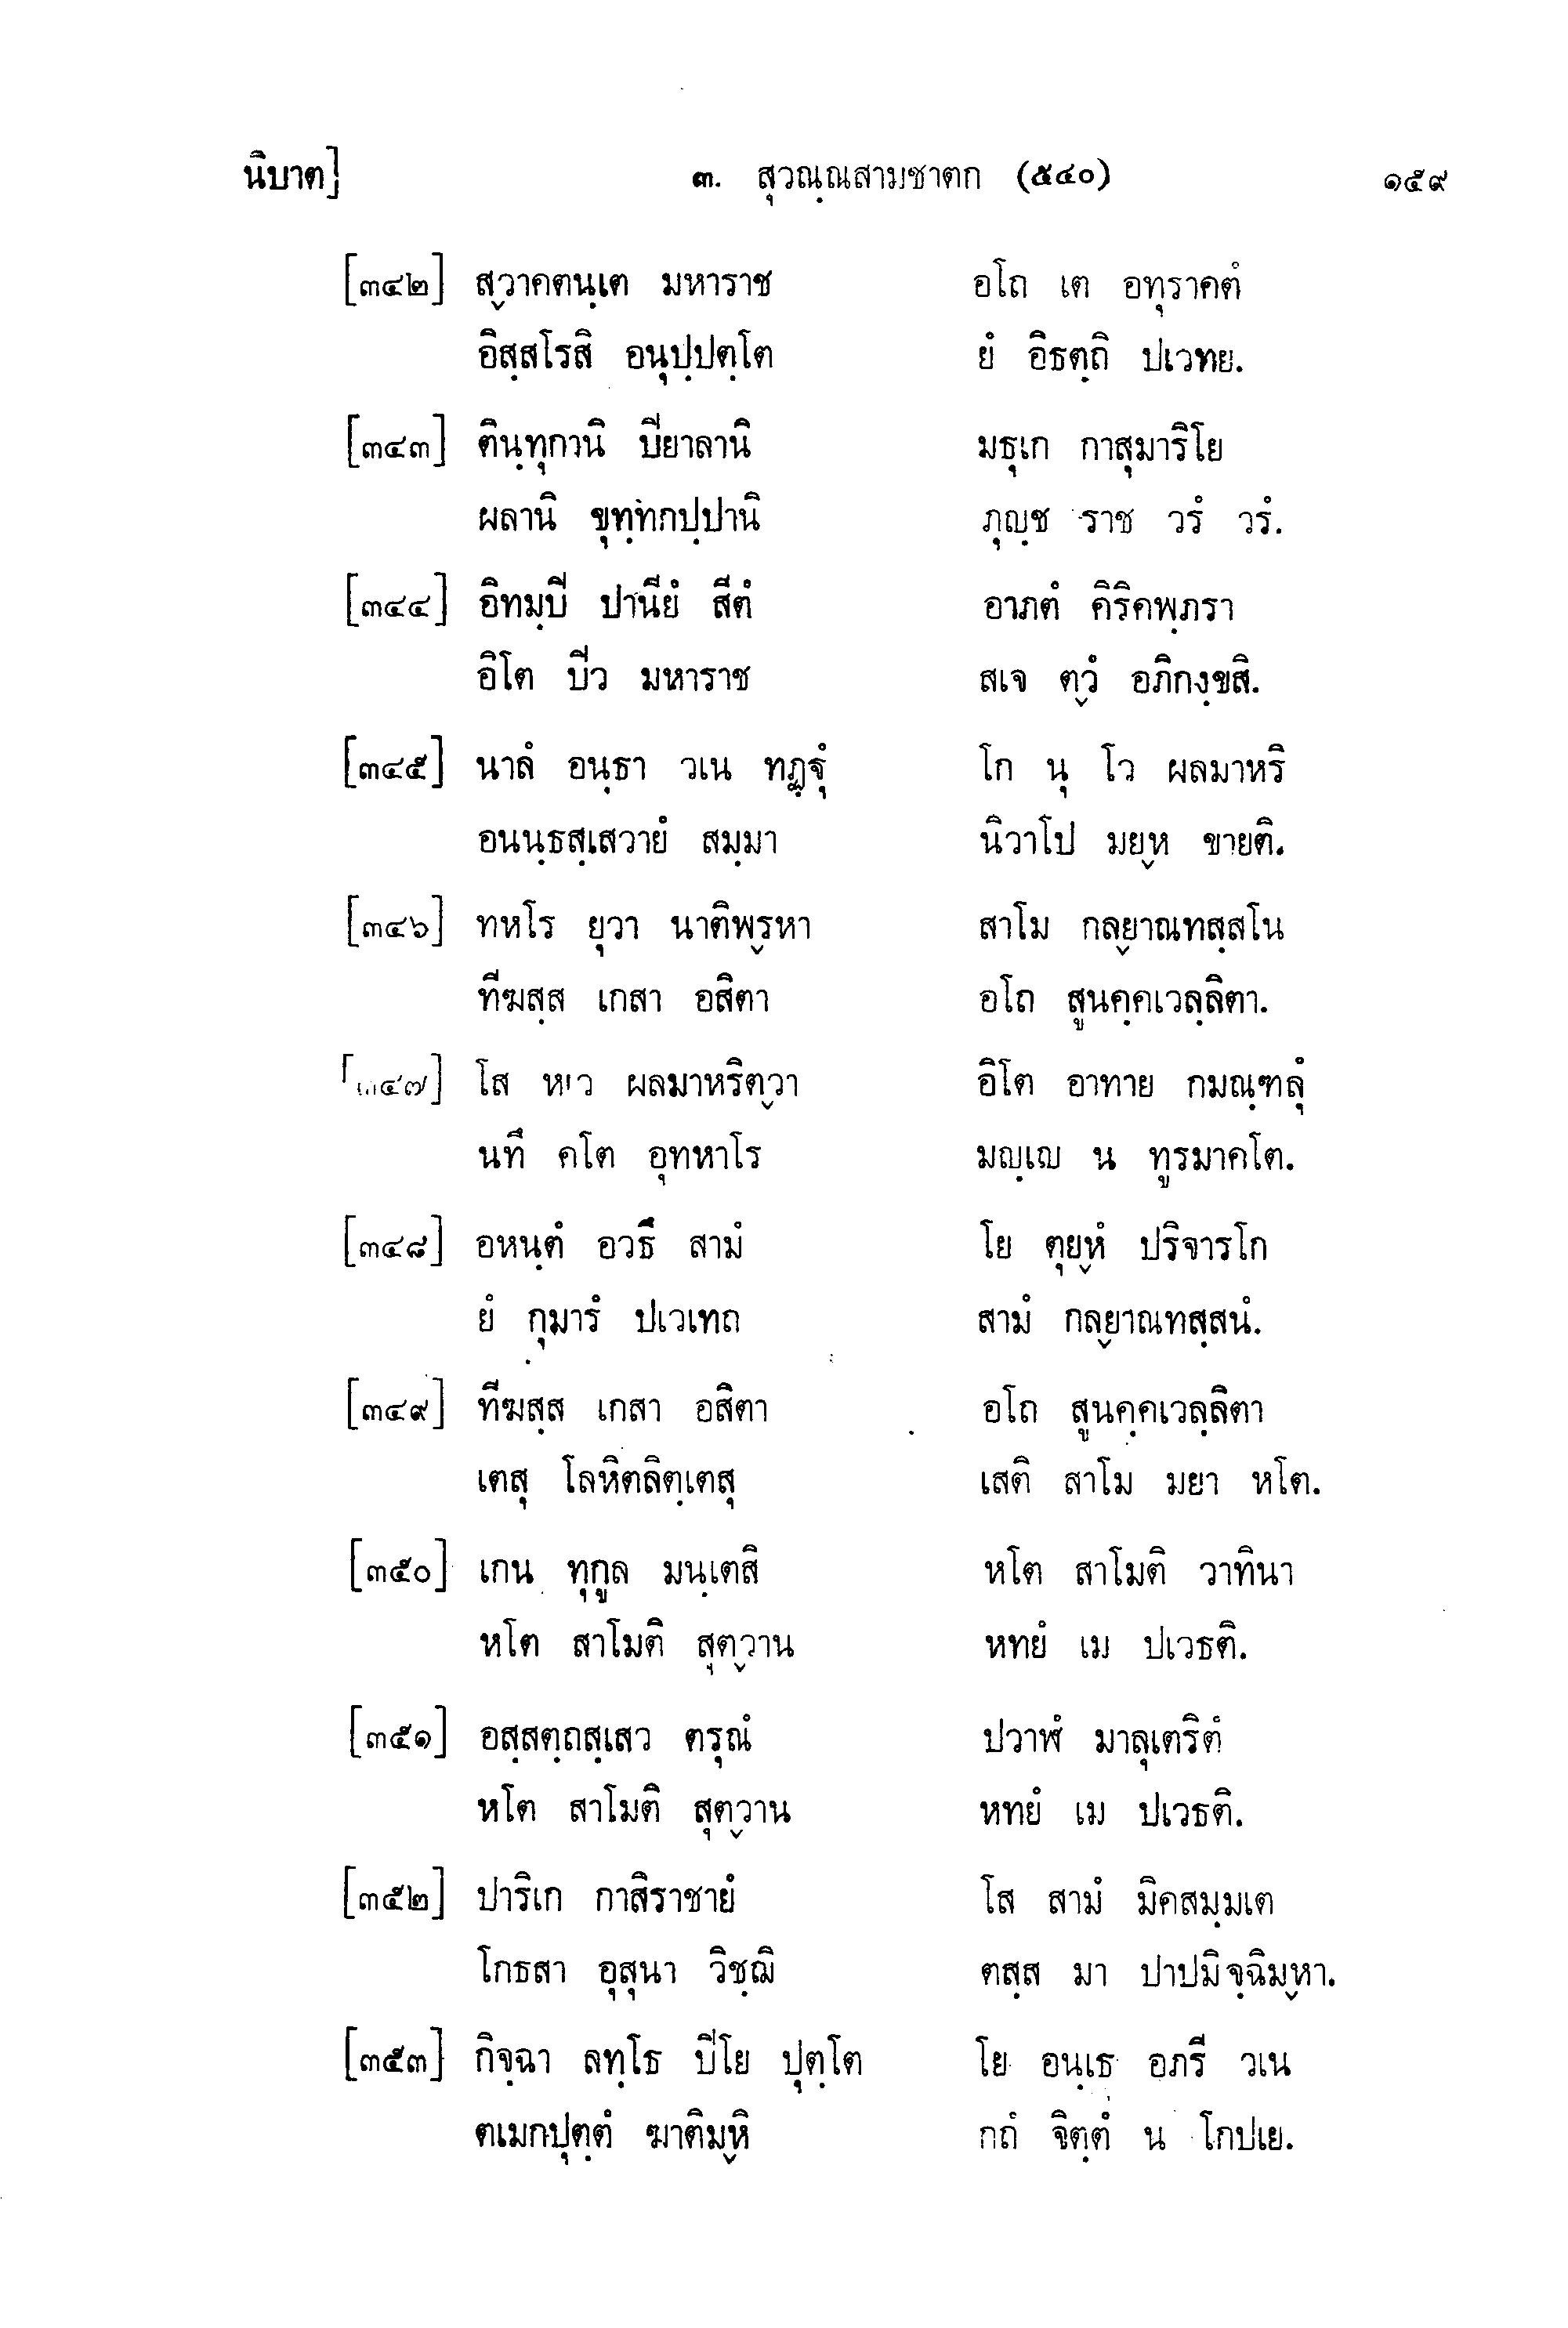 นิบาต] ๓. สุวณฺณสามชาตก (๕๔๐) ๑๕๙
[๓๔๒] สฺวาคตนฺเต มหาราช อโถ เต อทุราคตํ
อิสฺสโรสิ อนุปฺปตฺโต ยํ อิธตฺถิ ปเวทย.
[๓๔๓] ตินฺทุกานิ ปิยาลานิ มธุเก กาสุมาริโย
ผลานิ ขุทฺทกปฺปานิ ภุญฺช ราช วรํ วรํ.
[๓๔๔] อิทมฺปิ ปานียํ สีตํ อาภตํ คิริคพฺภรา
อิโต ปิว มหาราช สเจ ตฺวํ อภิกงฺขสิ.
[๓๔๕] นาลํ อนฺธา วเน ทฏฺฐุํ โก นุ โว ผลมาหริ
อนนฺธสฺเสวายํ สมฺมา นิวาโป มยฺห ขายติ.
[๓๔๖] ทหโร ยุวา นาติพฺรหา สาโม กลฺยาณทสฺสโน
ทีฆสฺส เกสา อสิตา อโถ สูนคฺคเวลฺลิตา.
[๓๔๗] โส หเว ผลมาหริตฺวา อิโต อาทาย กมณฺฑลุํ
นทึ คโต อุทหาโร มญฺเญ น ทูรมาคโต.
[๓๔๘] อหนฺตํ อวธึ สามํ โย ตุยฺหํ ปริจารโก
ยํ กุมารํ ปเวเทถ สามํ กลฺยาณทสฺสนํ.
[๓๔๙] ทีฆสฺส เกสา อสิตา อโถ สูนคฺคเวลฺลิตา
เตสุ โลหิตลิตฺเตสุ เสติ สาโม มยา หโต.
[๓๕๐] เกน ทุกูล มนฺเตสิ หโต สาโมติ วาทินา
หโต สาโมติ สุตฺวาน หทยํ เม ปเวธติ.
[๓๕๑] อสฺสตฺถสฺเสว ตรุณํ ปวาฬํ มาลุเตริตํ
หโต สาโมติ สุตฺวาน หทยํ เม ปเวธติ.
[๓๕๒] ปาริเก กาสิราชายํ โส สามํ มิคสมฺมเต
โกธสา อุสุนา วิชฺฌิ ตสฺส มา ปาปมิจฺฉิมฺหา.
[๓๕๓] กิจฺฉา ลทฺโธ ปิโย ปุตฺโต โย อนฺเธ อภรี วเน
ตเมกปุตฺตํ ฆาติมฺหิ กถํ จิตฺตํ น โกปเย.